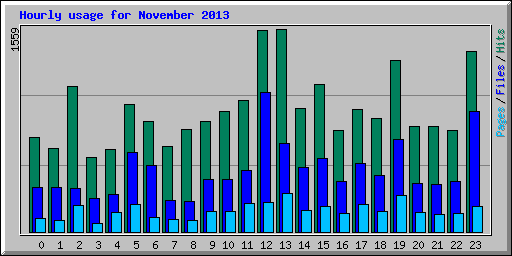 Hourly usage for November 2013
1559
Pages/Files/Hits
0 1 2 3 4 5 6 7 8 9 10 11 12 13 14 15 16 17 18 19 20 21 22 23